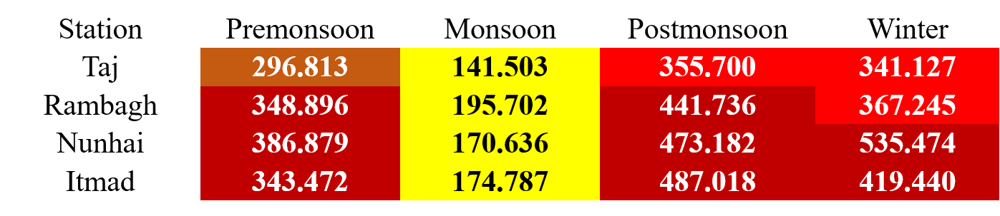 Station Premonsoon Monsoon Postmonsoon Winter
Taj 296.813 141.503 355.700 341.127
Rambagh 348.896 195.702 441.736 367.245
Nunhai 386.879 170.636 473.182 535.474
Itmad 343.472 174.787 487.018 419.440